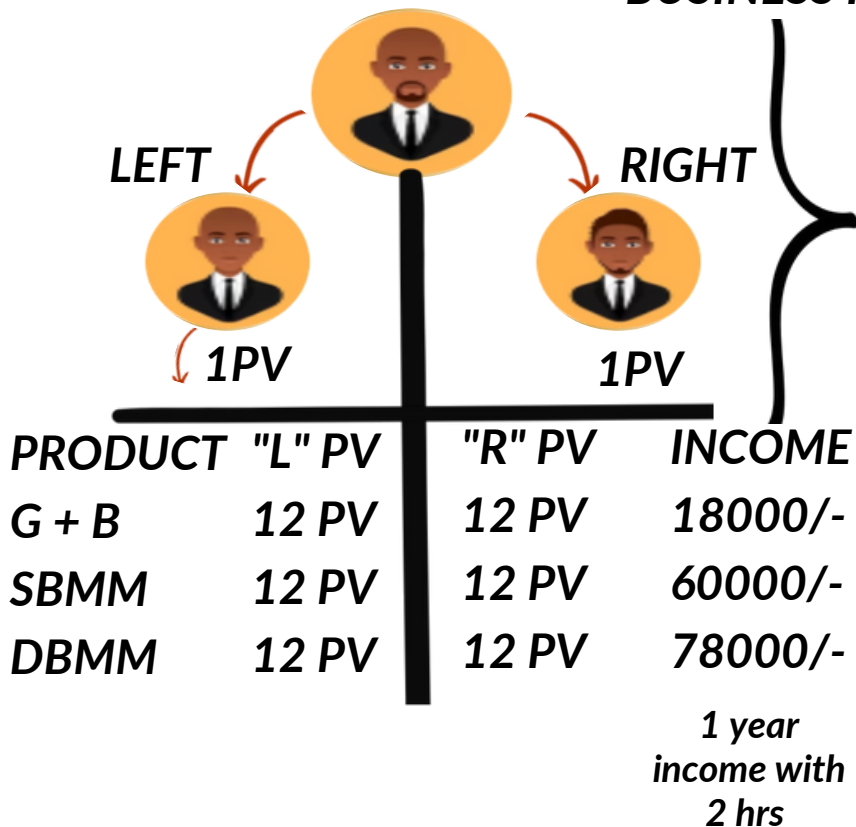 LEFT
RIGHT
1PV
1PV
PRODUCT "L" PV "R" PV INCOME
G + B 12 PV 12 PV 18000/-
SBMM 12 PV 12 PV 60000/-
DBMM 12 PV 12 PV 78000/-
1 year
income with
2 hrs